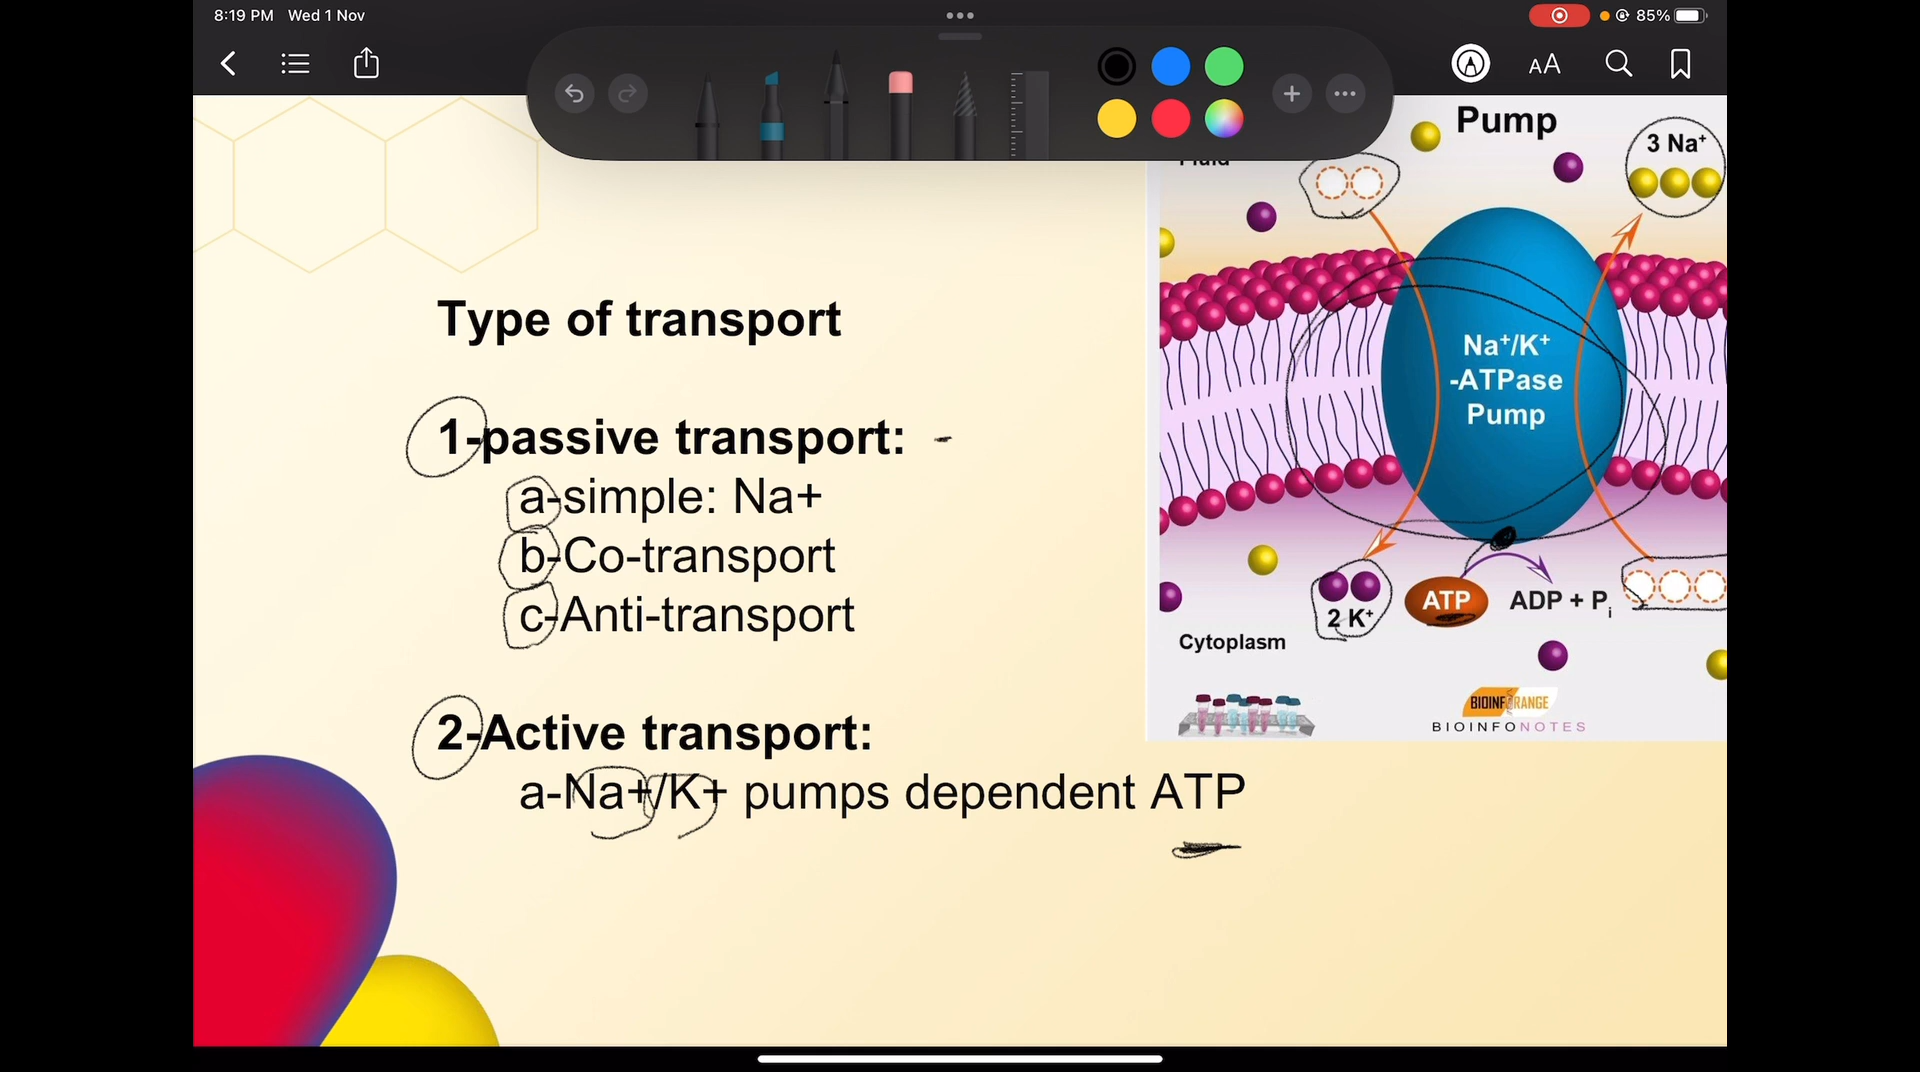 8:19 PM Wed 1 Nov
85%
AA
Pump
Fluid
3 Na⁺
Na⁺/K⁺
-ATPase
Pump
2 K⁺
ATP
ADP + Pᵢ
Cytoplasm
BIOINFORANGE
BIOINFONOTES
Type of transport
1-passive transport:
a-simple: Na+
b-Co-transport
c-Anti-transport
2-Active transport:
a-Na+/K+ pumps dependent ATP